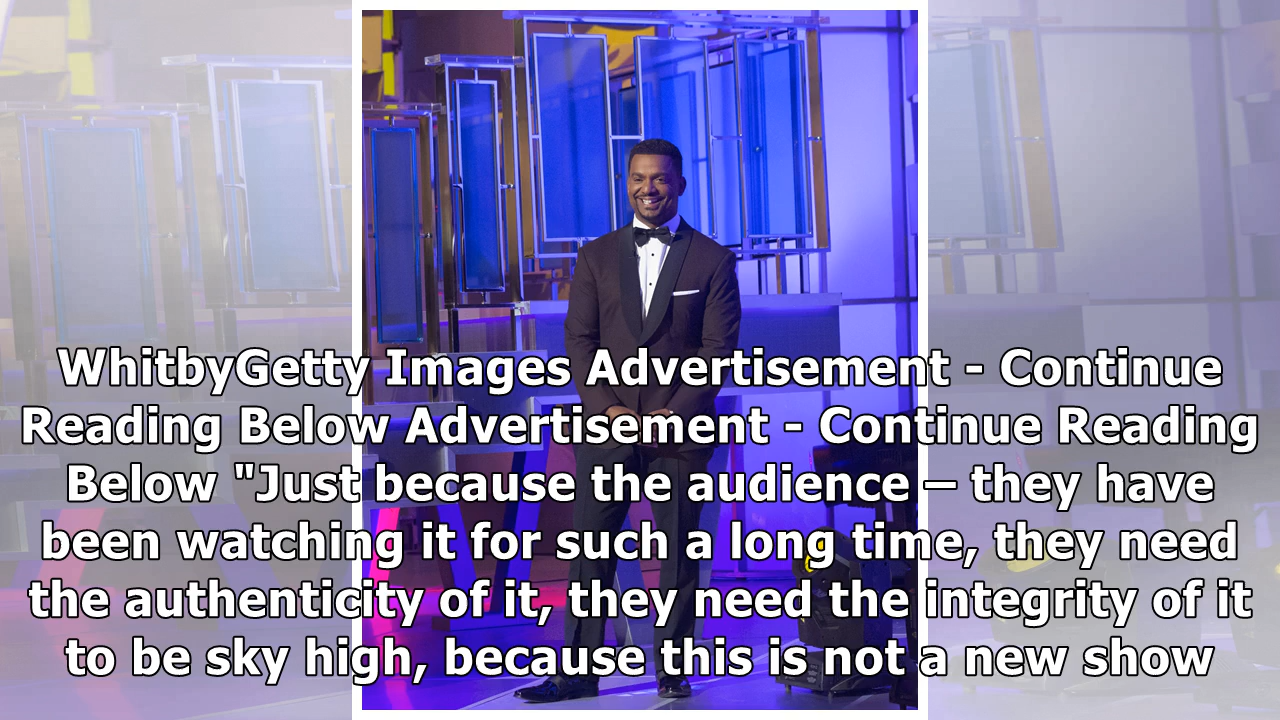 WhitbyGetty Images Advertisement - Continue
Reading Below Advertisement - Continue Reading
Below "Just because the audience – they have
been watching it for such a long time, they need
the authenticity of it, they need the integrity of it
to be sky high, because this is not a new show